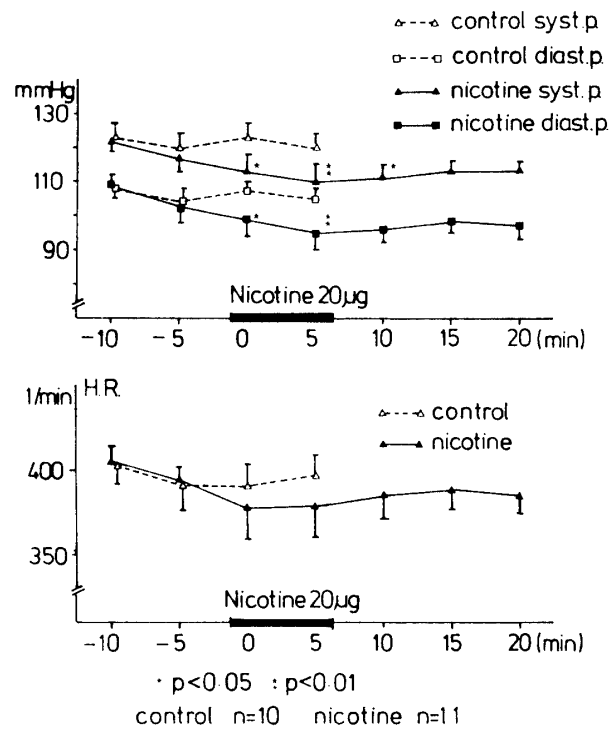 control syst.p.
control diast.p.
nicotine syst.p.
nicotine diast.p.
mmHg
130
110
90
Nicotine 20µg
-10 -5 0 5 10 15 20 (min)
1/min H.R.
control
nicotine
400
350
Nicotine 20µg
-10 -5 0 5 10 15 20 (min)
* p<0.05 : p<0.01
control n=10 nicotine n=11